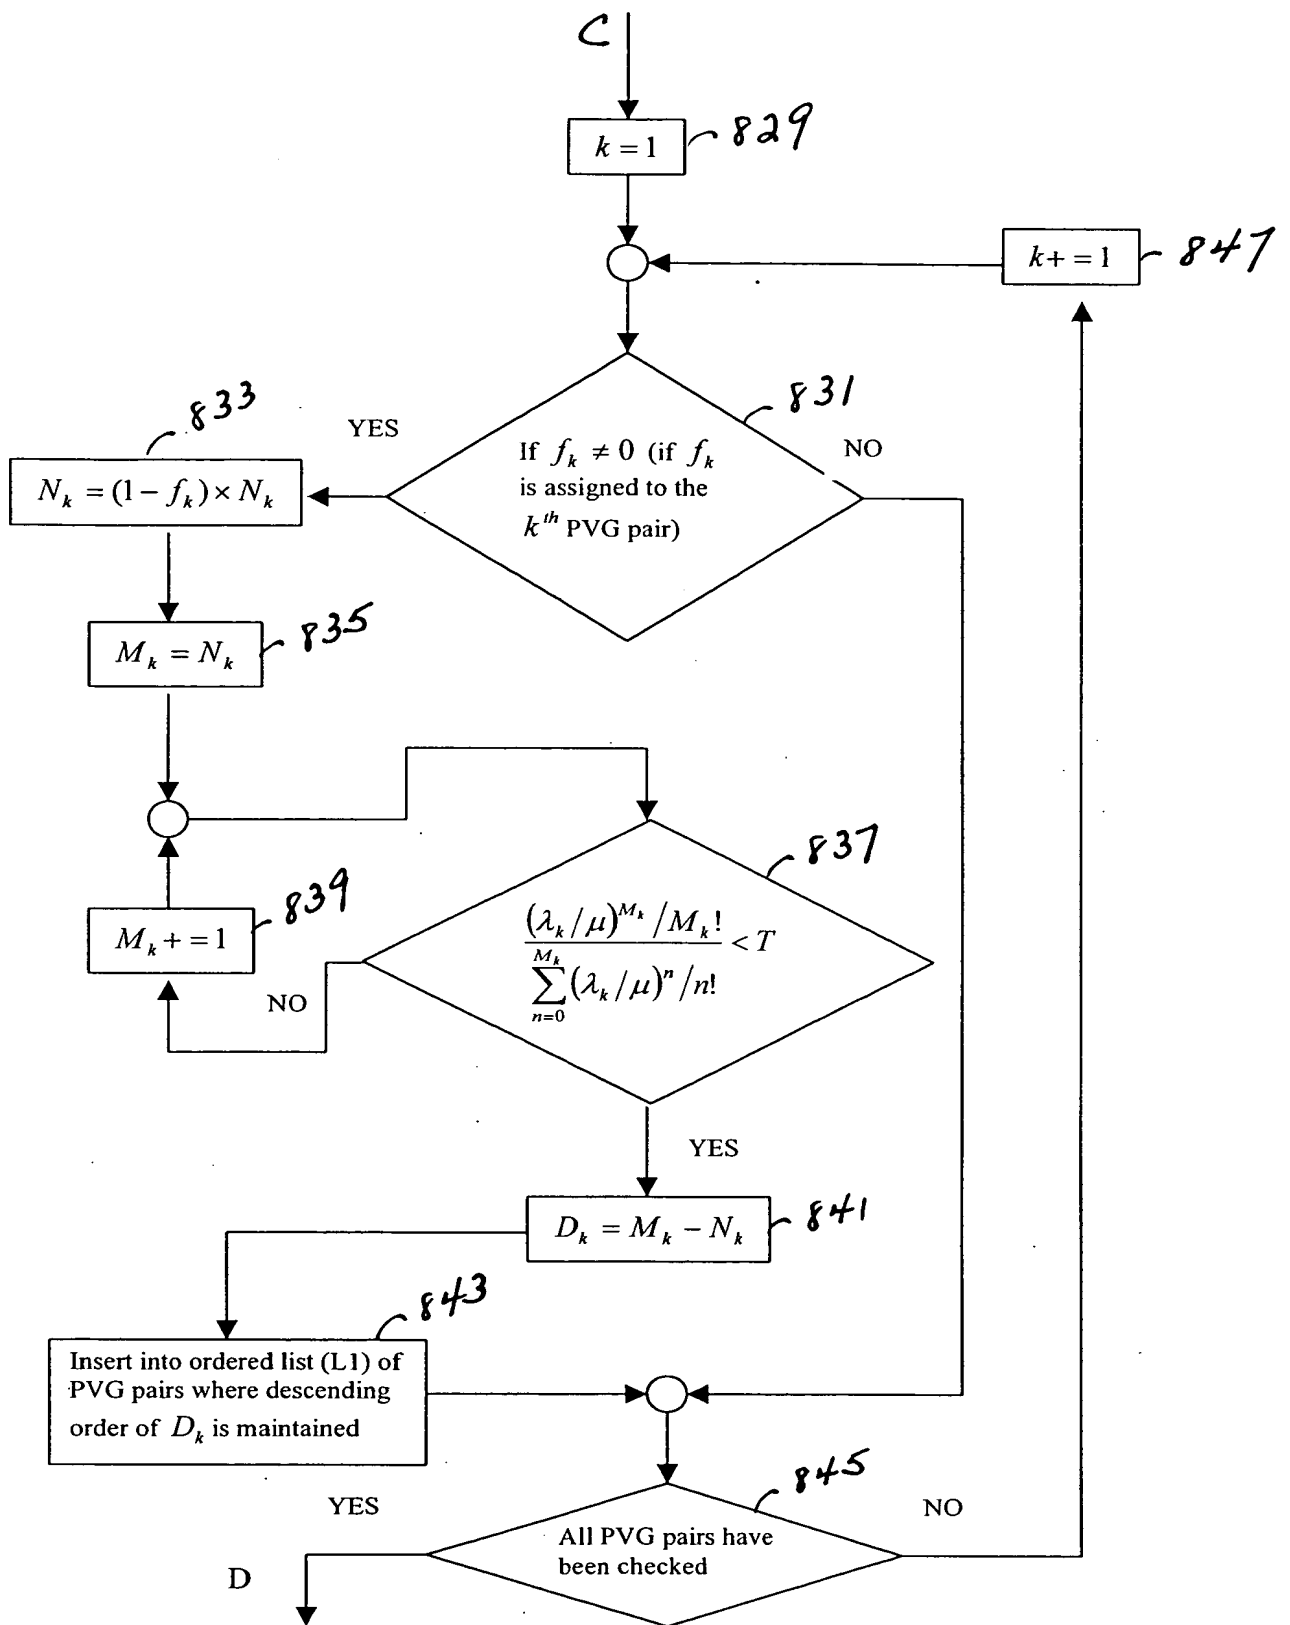 C
k = 1
829
k+ = 1
847
831
833
YES
NO
If f_k ≠ 0 (if f_k
is assigned to the
k^th PVG pair)
N_k = (1 − f_k) × N_k
835
M_k = N_k
837
839
(λ_k/μ)^{M_k} / M_k!
< T
M_k
∑ (λ_k/μ)^n / n!
n=0
M_k + = 1
NO
YES
841
D_k = M_k − N_k
843
Insert into ordered list (L1) of
PVG pairs where descending
order of D_k is maintained
845
YES
NO
All PVG pairs have
been checked
D